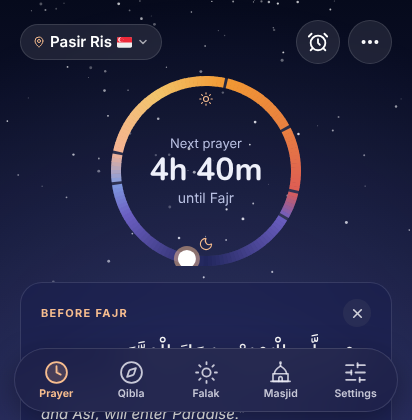 Pasir Ris 🇸🇬
Next prayer
4h 40m
until Fajr
BEFORE FAJR
Prayer
Qibla
Falak
Masjid
Settings
and Asr, will enter Paradise."